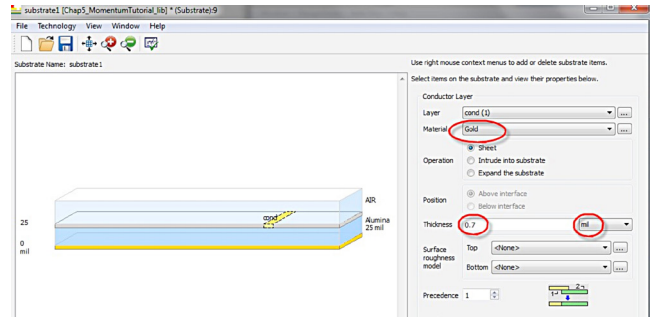 substrate1 [Chap5_MomentumTutorial_lib] * (Substrate):9
File Technology View Window Help
Substrate Name: substrate1
Use right mouse context menus to add or delete substrate items.
Select items on the substrate and view their properties below.
Conductor Layer
Layer cond (1) ...
Material Gold ...
Operation Sheet
Intrude into substrate
Expand the substrate
Position Above interface
Below interface
Thickness 0.7 mil
Surface roughness model
Top <None> ...
Bottom <None> ...
Precedence 1
1 2
AIR
cond
25
Alumina
25 mil
0
mil